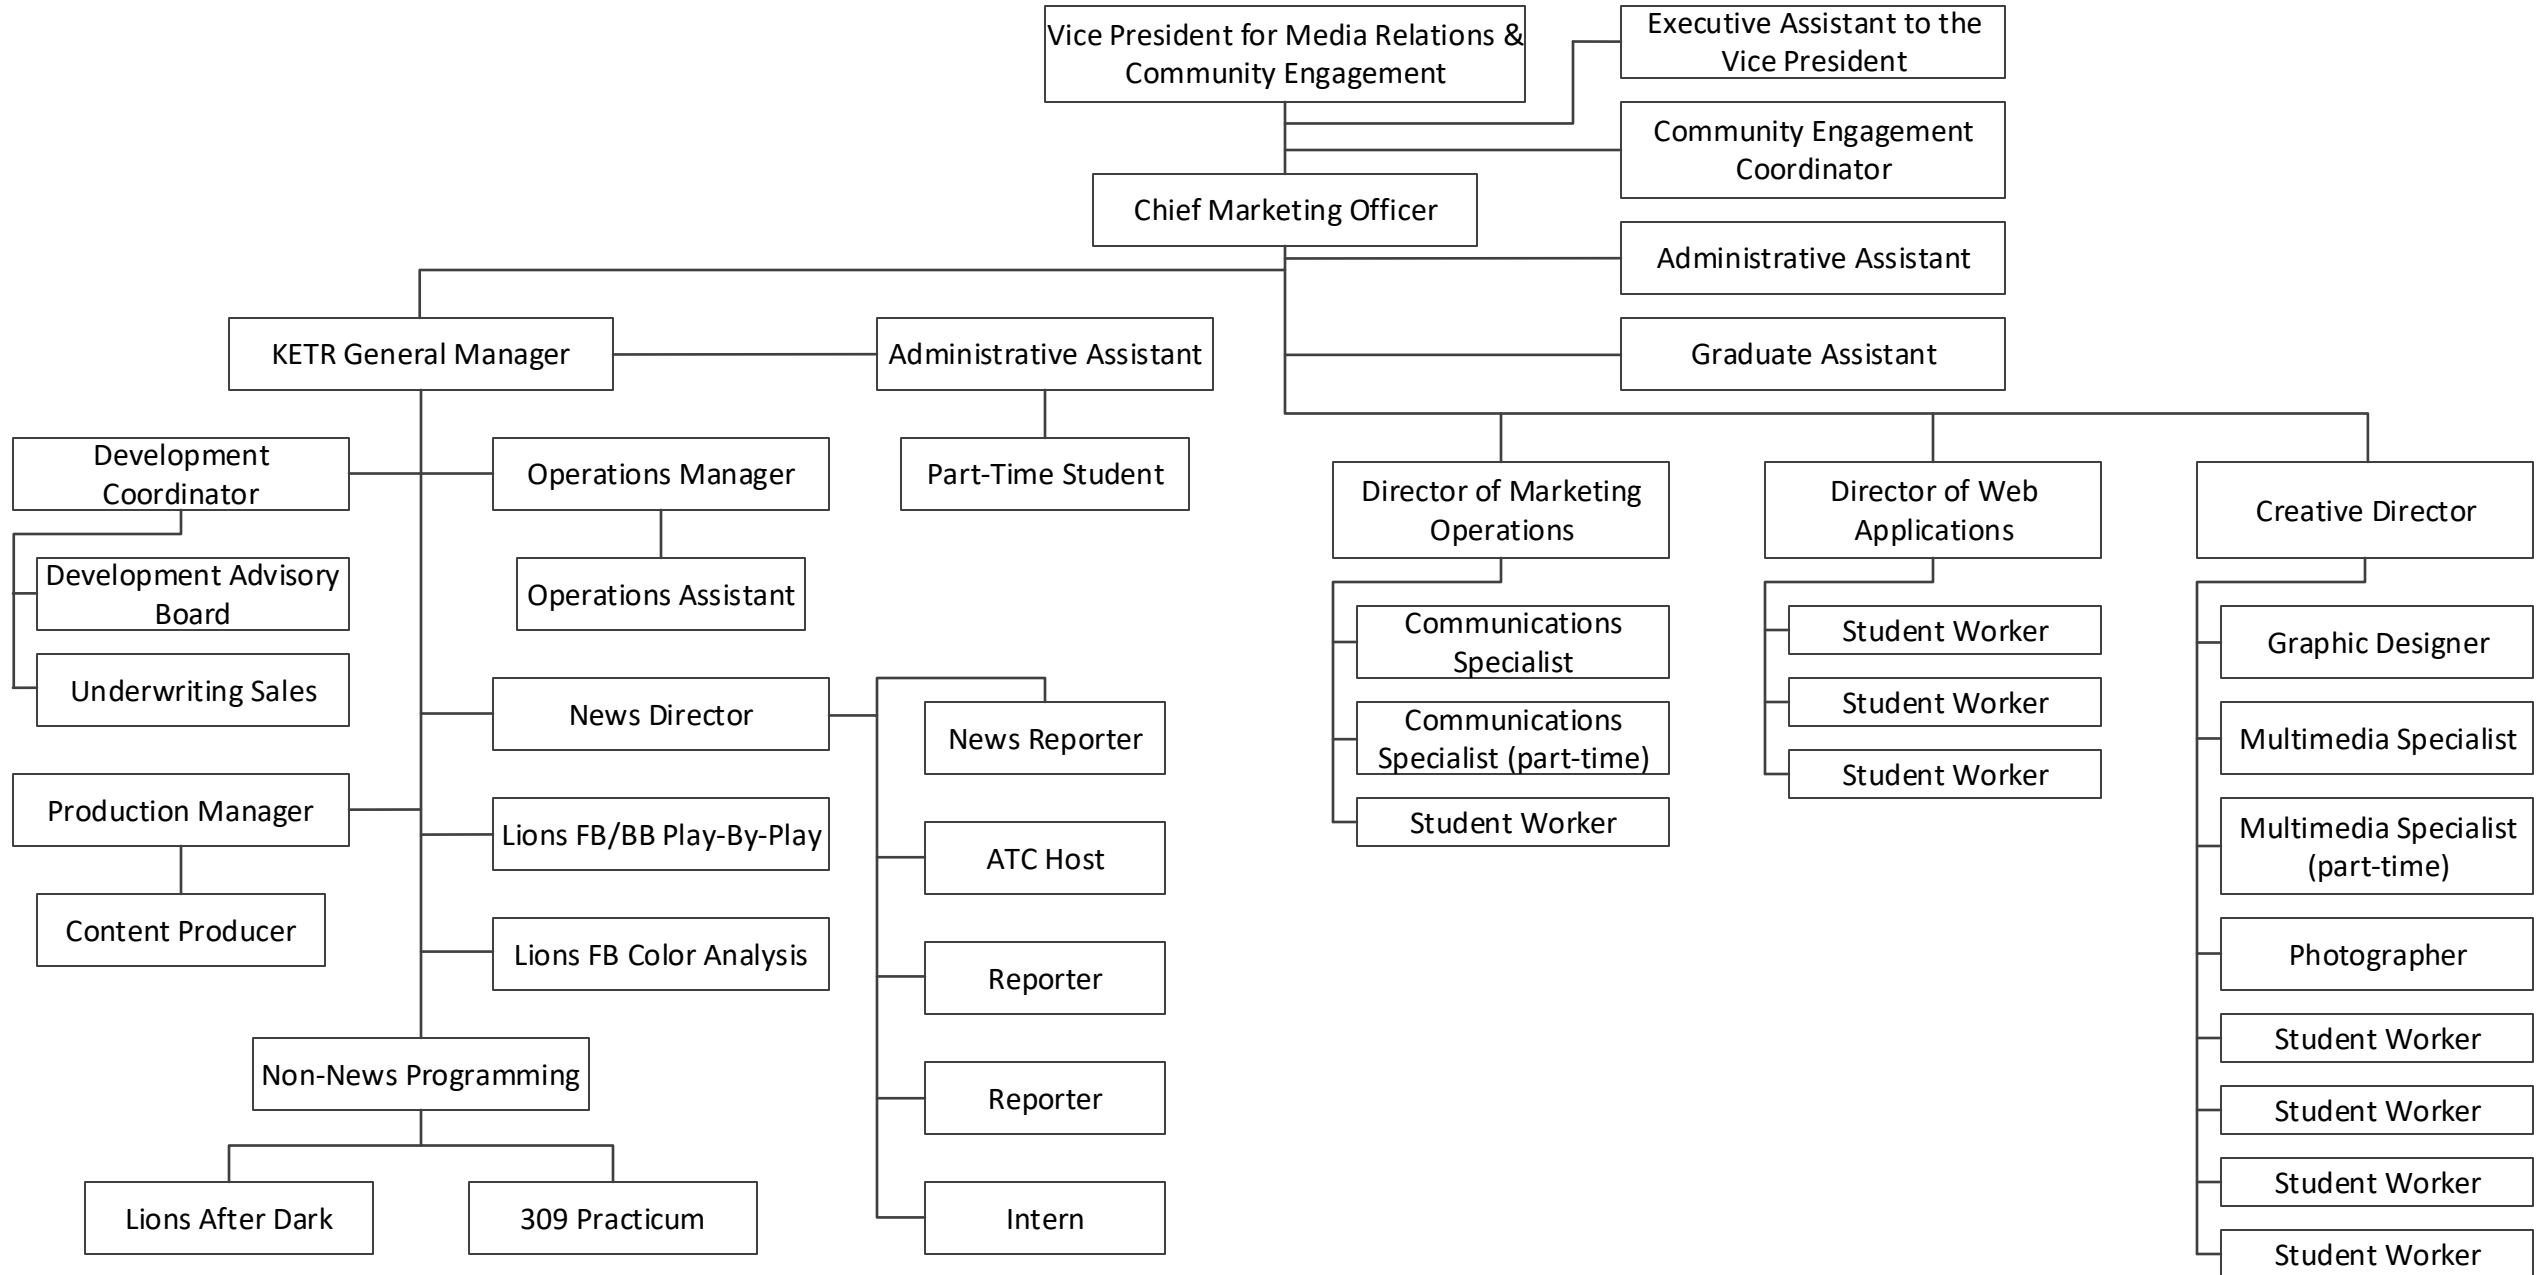 Vice President for Media Relations &
Community Engagement
Executive Assistant to the
Vice President
Community Engagement
Coordinator
Chief Marketing Officer
Administrative Assistant
KETR General Manager
Administrative Assistant
Graduate Assistant
Development
Coordinator
Operations Manager
Part-Time Student
Director of Marketing
Operations
Director of Web
Applications
Creative Director
Development Advisory
Board
Operations Assistant
Underwriting Sales
News Director
News Reporter
Production Manager
Lions FB/BB Play-By-Play
ATC Host
Content Producer
Lions FB Color Analysis
Reporter
Non-News Programming
Reporter
Lions After Dark
309 Practicum
Intern
Communications
Specialist
Communications
Specialist (part-time)
Student Worker
Student Worker
Student Worker
Student Worker
Graphic Designer
Multimedia Specialist
Multimedia Specialist
(part-time)
Photographer
Student Worker
Student Worker
Student Worker
Student Worker